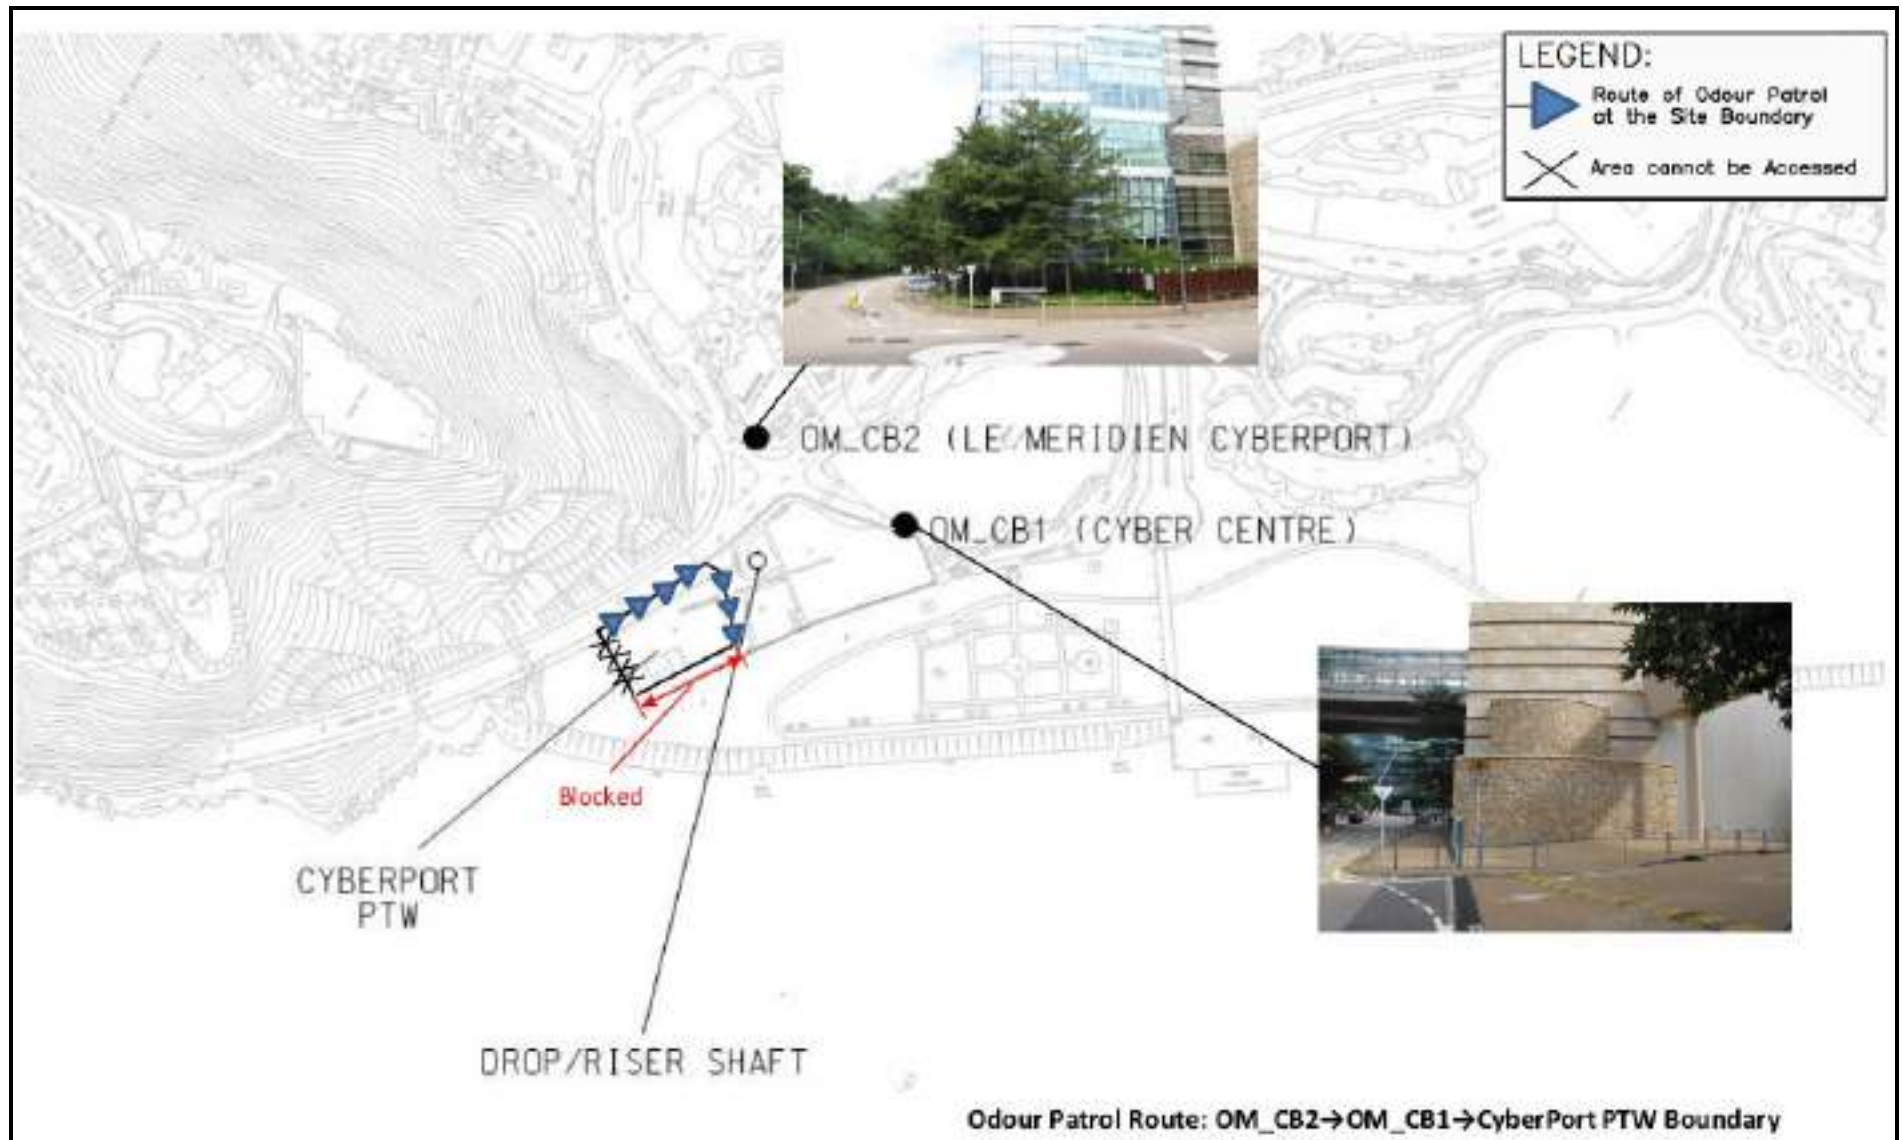 LEGEND:
Route of Odour Patrol
at the Site Boundary
Area cannot be Accessed
OM_CB2 (LE MERIDIEN CYBERPORT)
OM_CB1 (CYBER CENTRE)
Blocked
CYBERPORT
PTW
DROP/RISER SHAFT
Odour Patrol Route: OM_CB2→OM_CB1→CyberPort PTW Boundary